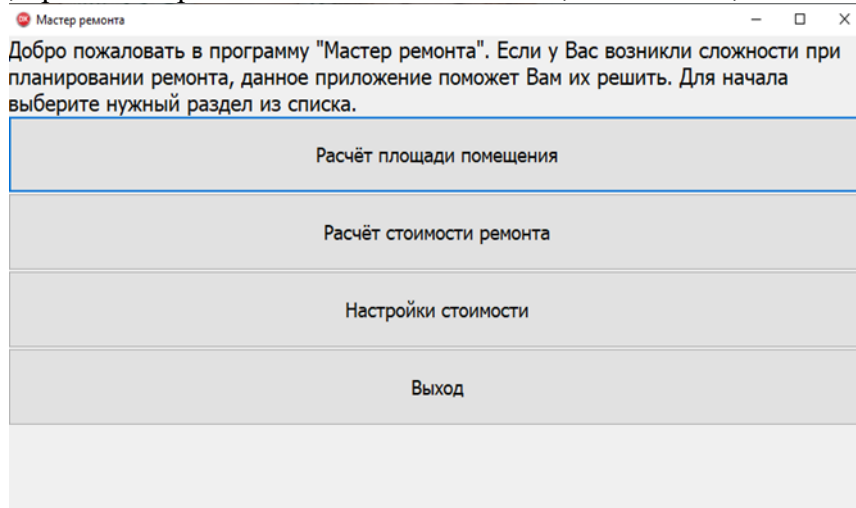 Мастер ремонта
Добро пожаловать в программу "Мастер ремонта". Если у Вас возникли сложности при
планировании ремонта, данное приложение поможет Вам их решить. Для начала
выберите нужный раздел из списка.
Расчёт площади помещения
Расчёт стоимости ремонта
Настройки стоимости
Выход